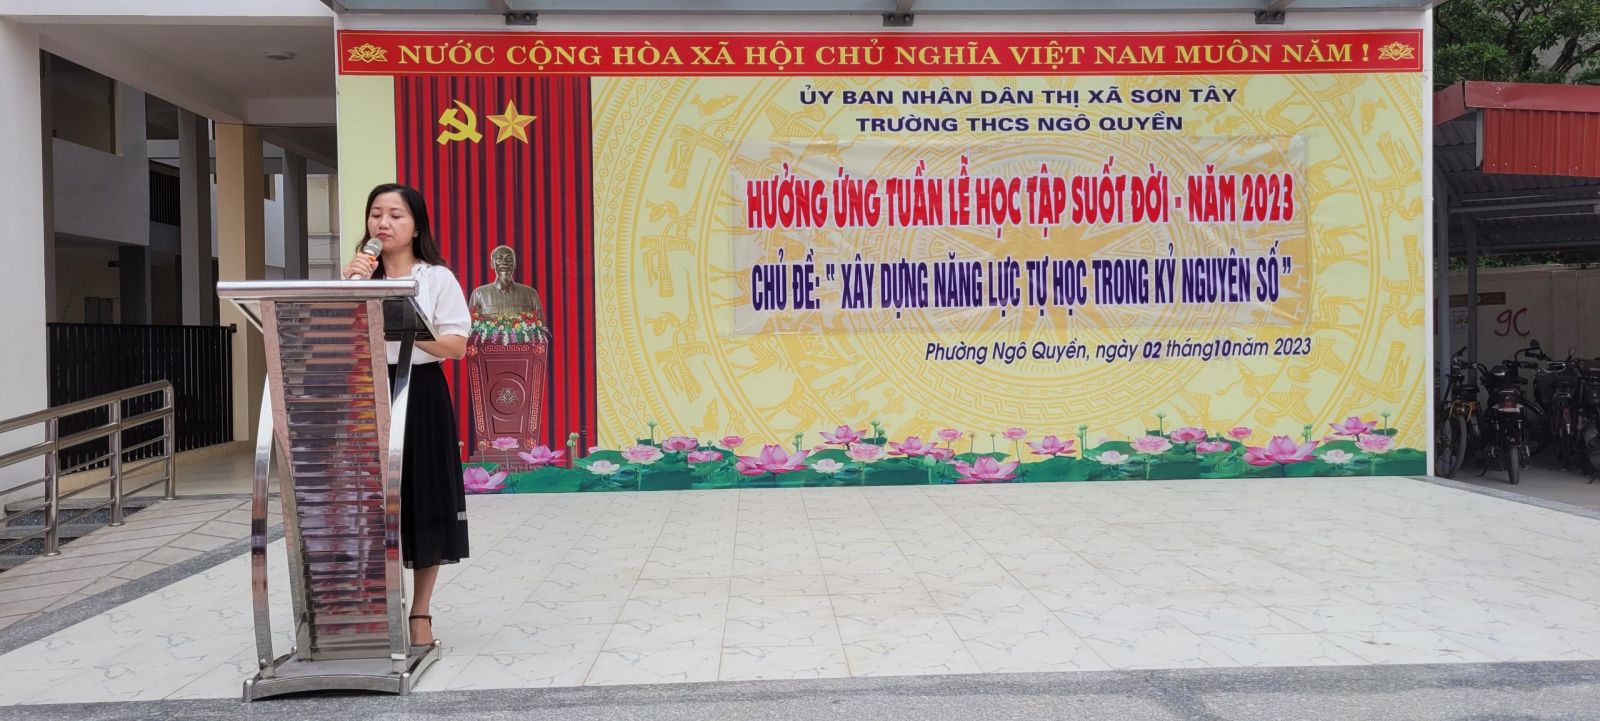 NƯỚC CỘNG HÒA XÃ HỘI CHỦ NGHĨA VIỆT NAM MUÔN NĂM !
ỦY BAN NHÂN DÂN THỊ XÃ SƠN TÂY
TRƯỜNG THCS NGÔ QUYỀN
HƯỞNG ỨNG TUẦN LỄ HỌC TẬP SUỐT ĐỜI - NĂM 2023
CHỦ ĐỀ: " XÂY DỰNG NĂNG LỰC TỰ HỌC TRONG KỶ NGUYÊN SỐ "
Phường Ngô Quyền, ngày 02 tháng10năm 2023
9C